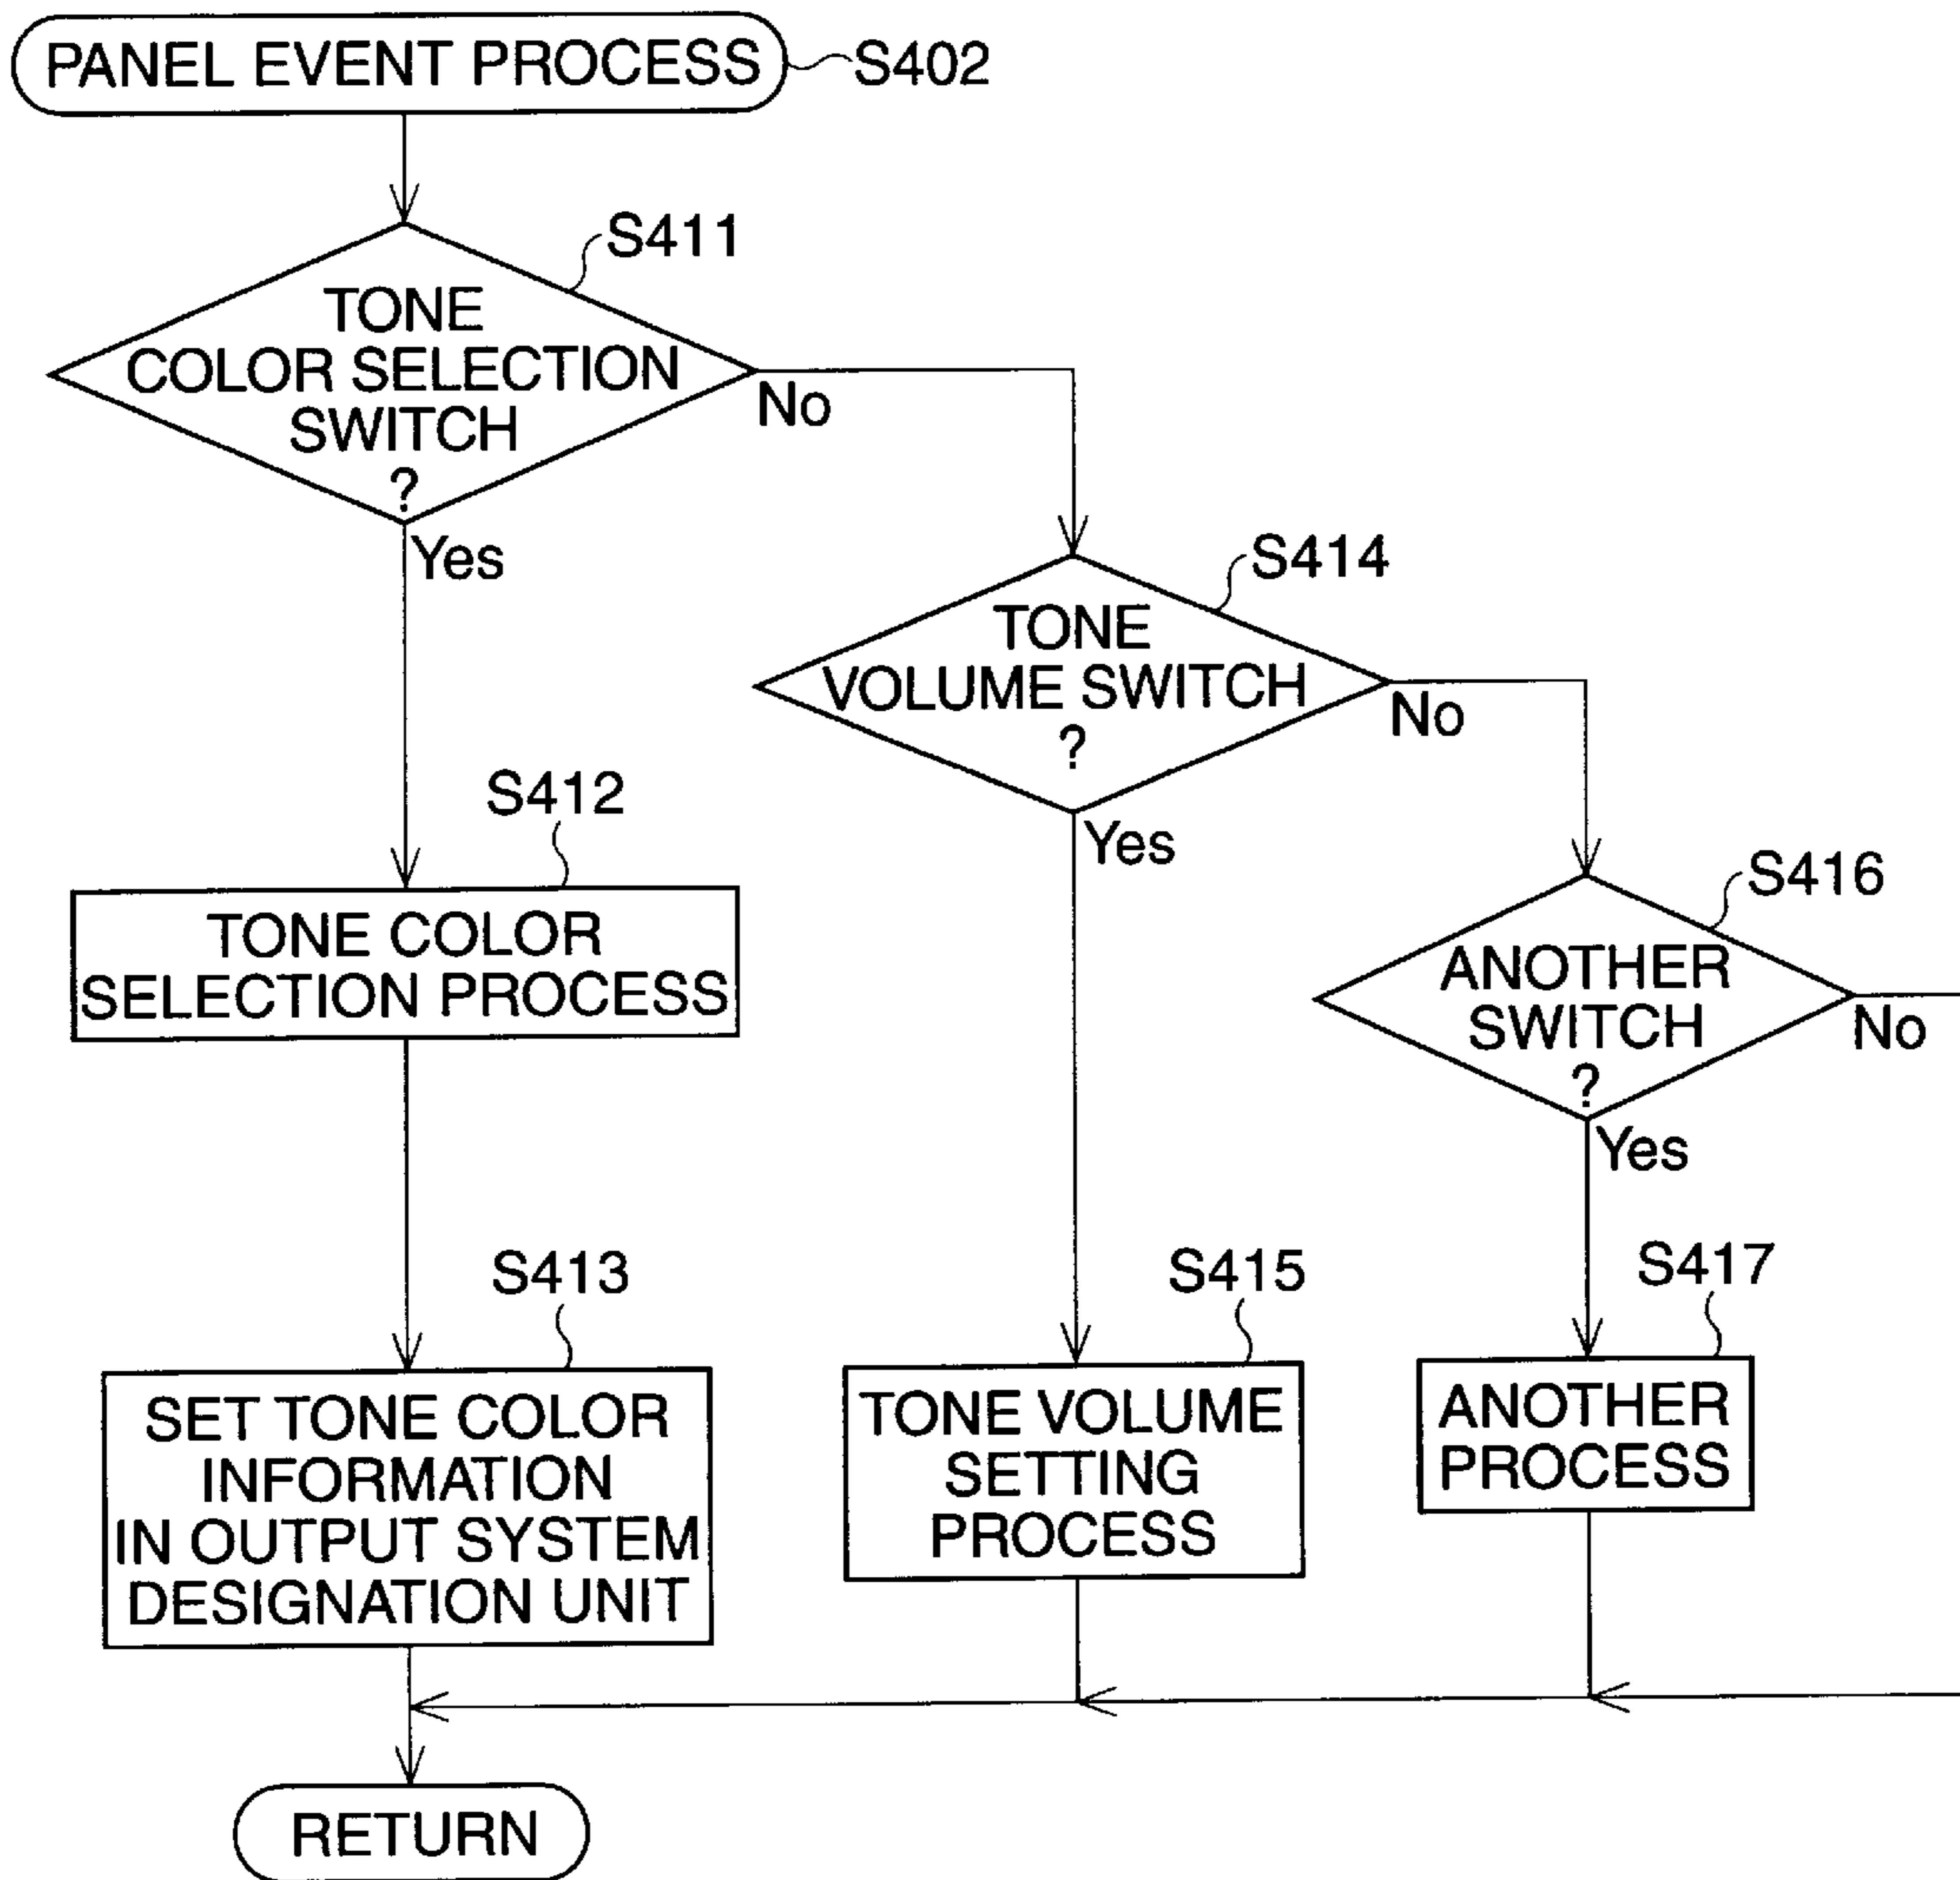 PANEL EVENT PROCESS
S402
S411
TONE
COLOR SELECTION
SWITCH
?
No
Yes
S414
TONE
VOLUME SWITCH
?
No
Yes
S412
TONE COLOR
SELECTION PROCESS
S416
ANOTHER
SWITCH
?
No
Yes
S413
SET TONE COLOR
INFORMATION
IN OUTPUT SYSTEM
DESIGNATION UNIT
S415
TONE VOLUME
SETTING
PROCESS
S417
ANOTHER
PROCESS
RETURN